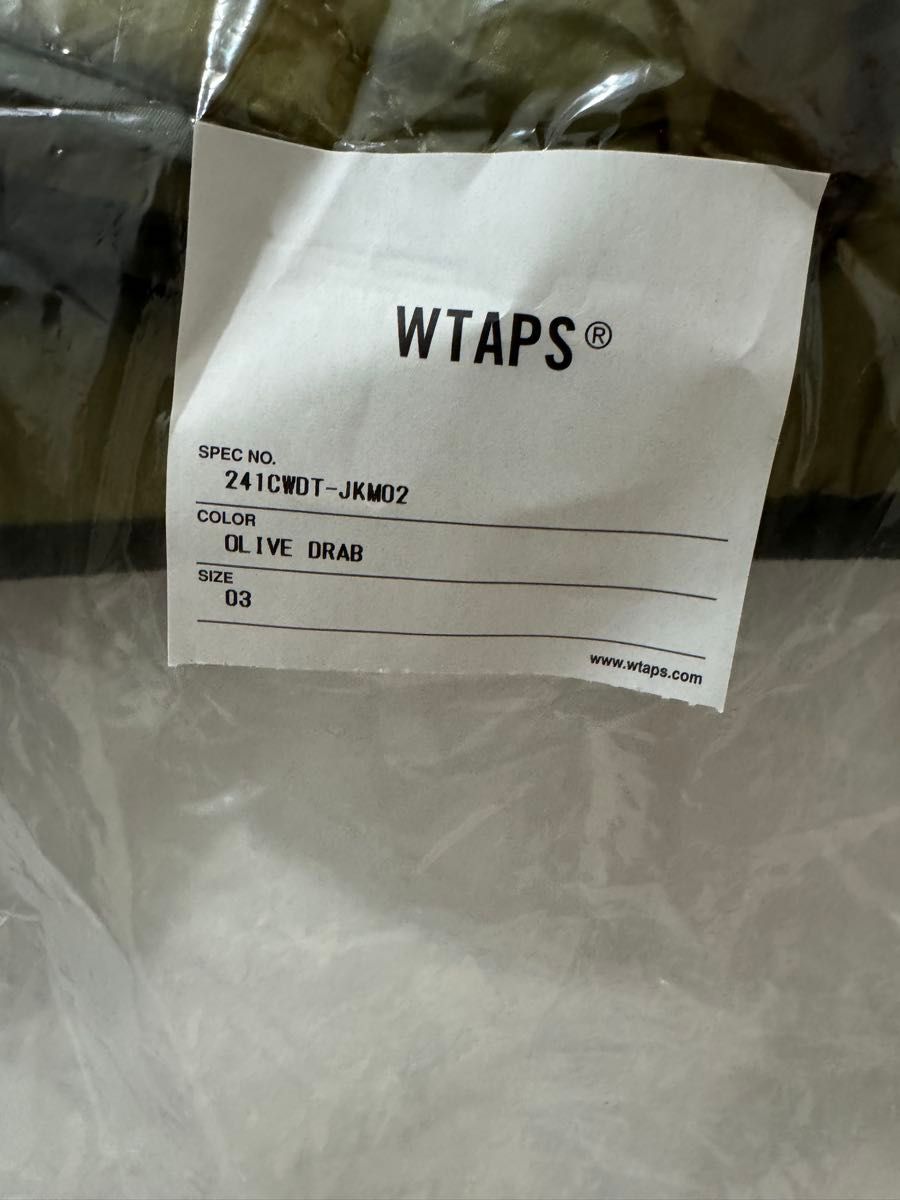 WTAPS®
SPEC NO.
241CWDT-JKM02
COLOR
OLIVE DRAB
SIZE
03
www.wtaps.com